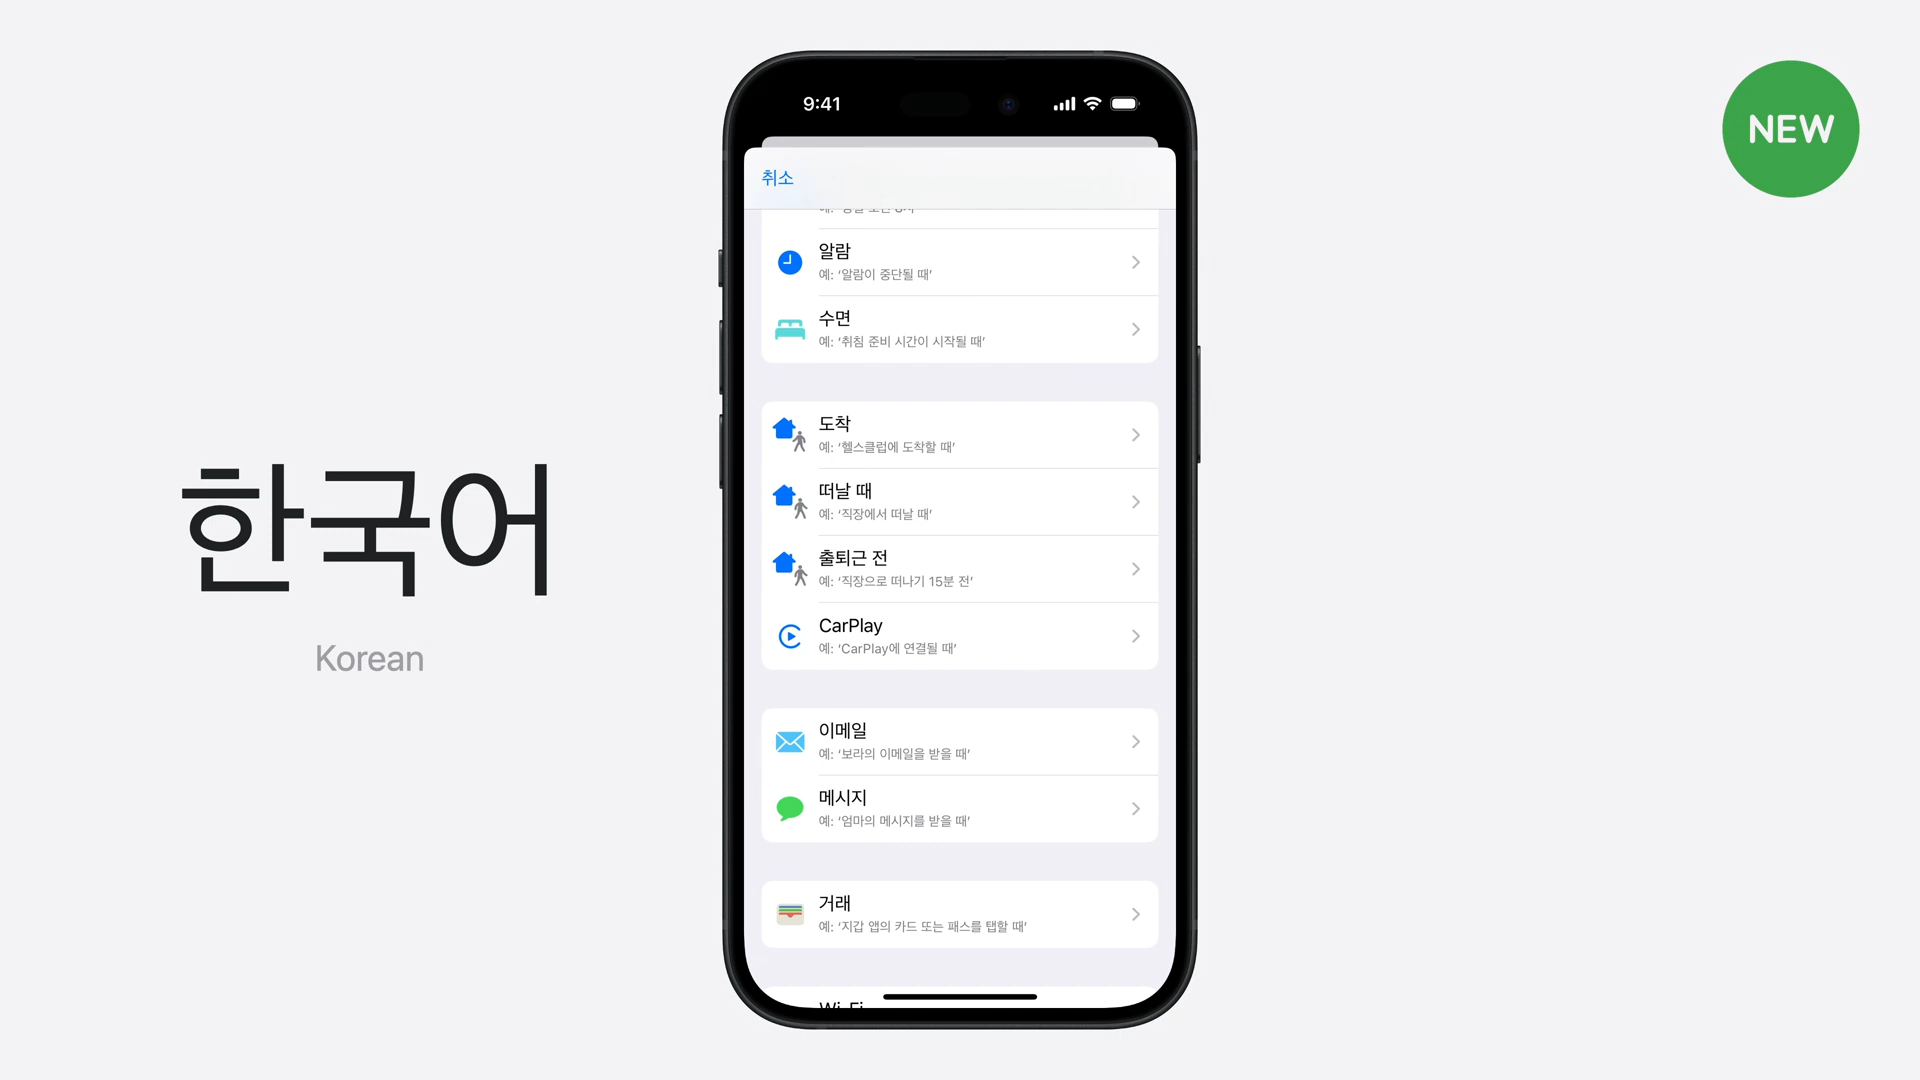 한국어
Korean
9:41
취소
알람
예: ‘알람이 중단될 때’
수면
예: ‘취침 준비 시간이 시작될 때’
도착
예: ‘헬스클럽에 도착할 때’
떠날 때
예: ‘직장에서 떠날 때’
출퇴근 전
예: ‘직장으로 떠나기 15분 전’
CarPlay
예: ‘CarPlay에 연결될 때’
이메일
예: ‘보라의 이메일을 받을 때’
메시지
예: ‘엄마의 메시지를 받을 때’
거래
예: ‘지갑 앱의 카드 또는 패스를 탭할 때’
Wi-Fi
NEW